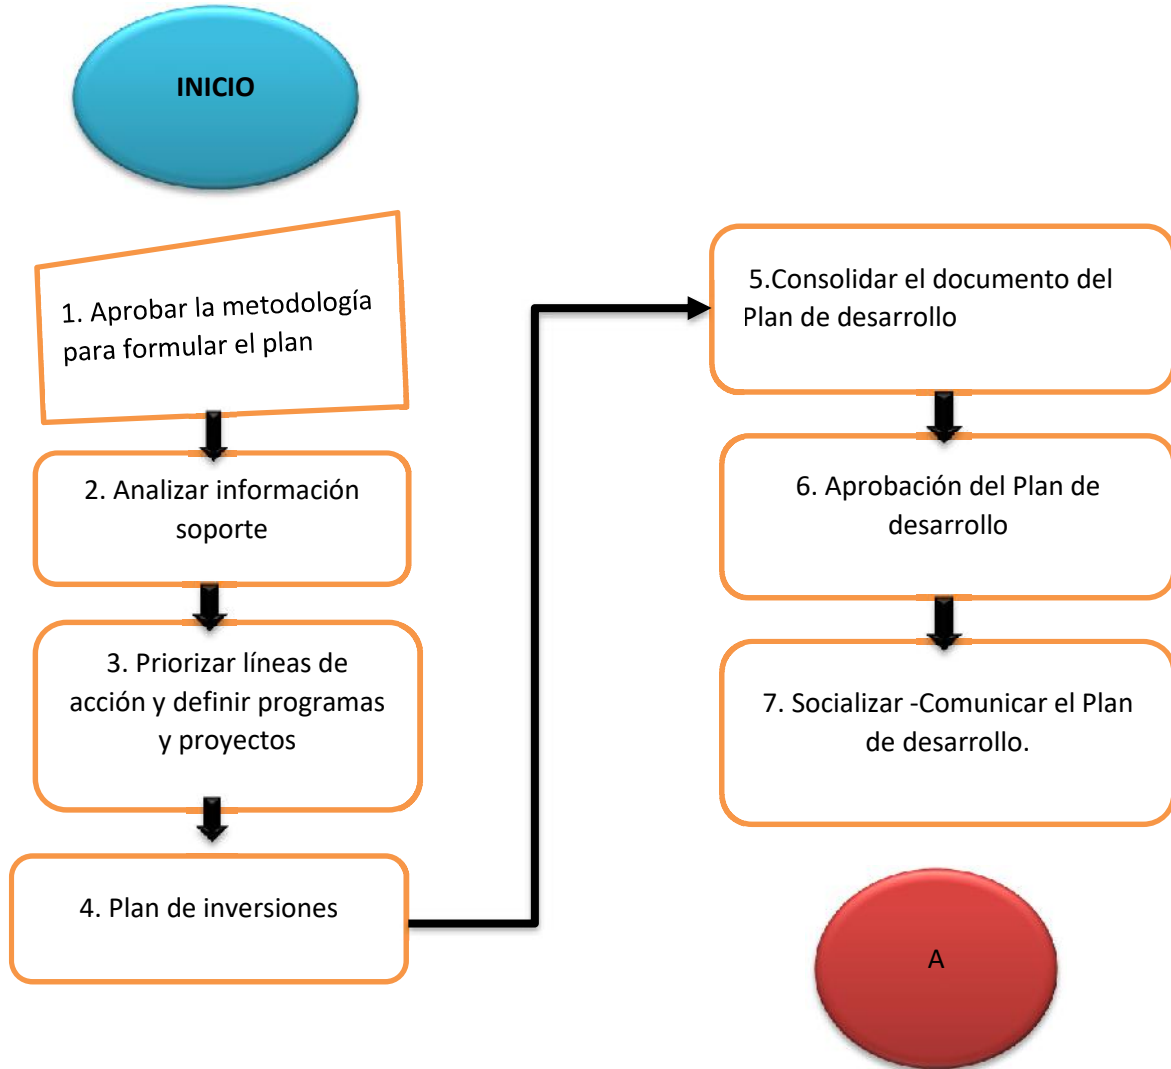 INICIO
1. Aprobar la metodología
para formular el plan
2. Analizar información
soporte
3. Priorizar líneas de
acción y definir programas
y proyectos
4. Plan de inversiones
5.Consolidar el documento del
Plan de desarrollo
6. Aprobación del Plan de
desarrollo
7. Socializar -Comunicar el Plan
de desarrollo.
A